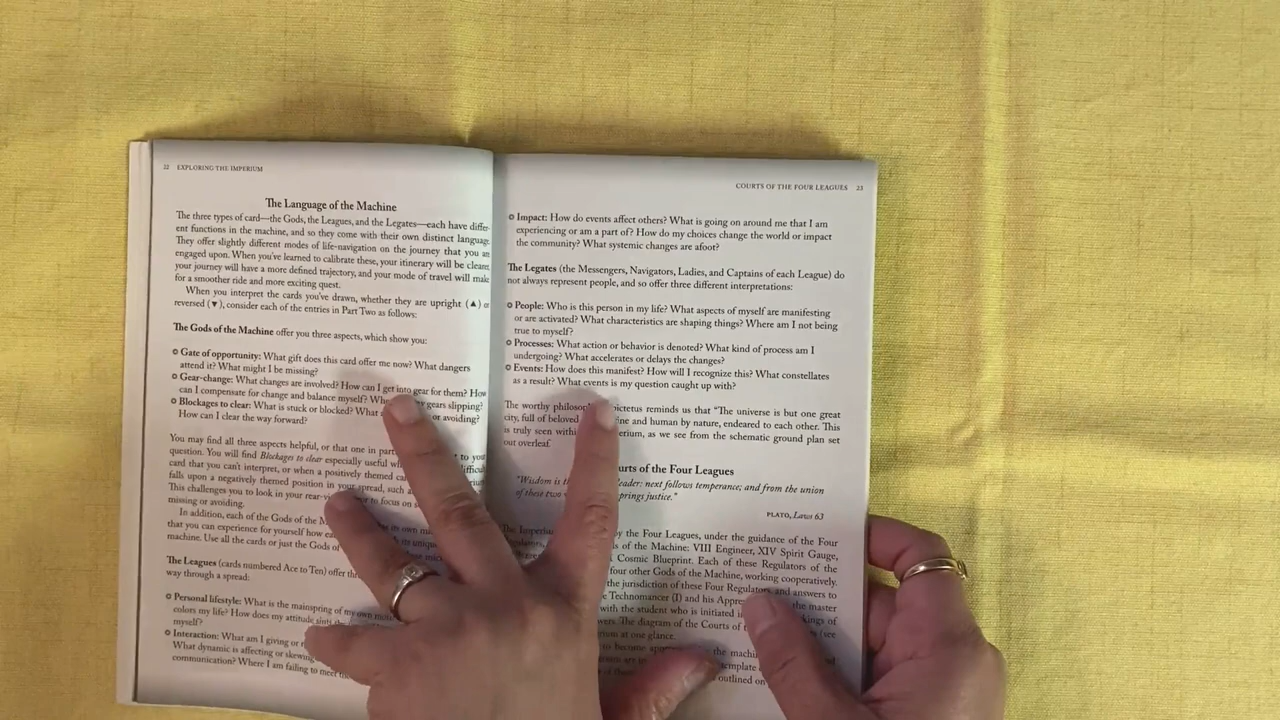 22 EXPLORING THE IMPERIUM
The Language of the Machine
The three types of card—the Gods, the Leagues, and the Legates—each have differ-
ent functions in the machine, and so they come with their own distinct language.
They offer slightly different modes of life-navigation on the journey that you are
engaged upon. When you've learned to calibrate these, your itinerary will be clearer,
your journey will have a more defined trajectory, and your mode of travel will make
for a smoother ride and more exciting quest.
When you interpret the cards you've drawn, whether they are upright (▲) or
reversed (▼), consider each of the entries in Part Two as follows:
The Gods of the Machine offer you three aspects, which show you:
Gate of opportunity: What gift does this card offer me now? What dangers
attend it? What might I be missing?
Gear-change: What changes are involved? How can I get into gear for them? How
can I compensate for change and balance myself? gears slipping?
Blockages to clear: What is stuck or blocked? What or avoiding?
How can I clear the way forward?
You may find all three aspects helpful, or that one in to your
question. You will find Blockages to clear especially useful
card that you can't interpret, or when a positively themed
falls upon a negatively themed position in your spread, such
This challenges you to look in your to focus on
missing or avoiding.
In addition, each of the Gods of the its own
that you can experience for yourself how its
machine. Use all the cards or just the Gods of
The Leagues (cards numbered Ace to Ten) offer
way through a spread:
Personal lifestyle: What is the mainspring of my own
colors my life? How does my attitude
myself?
Interaction: What am I giving or
What dynamic is affecting or skewing
communication? Where I am failing to meet
COURTS OF THE FOUR LEAGUES 23
Impact: How do events affect others? What is going on around me that I am
experiencing or am a part of? How do my choices change the world or impact
the community? What systemic changes are afoot?
The Legates (the Messengers, Navigators, Ladies, and Captains of each League) do
not always represent people, and so offer three different interpretations:
People: Who is this person in my life? What aspects of myself are manifesting
or are activated? What characteristics are shaping things? Where am I not being
true to myself?
Processes: What action or behavior is denoted? What kind of process am I
undergoing? What accelerates or delays the changes?
Events: How does this manifest? How will I recognize this? What constellates
as a result? What events is my question caught up with?
The worthy reminds us that "The universe is but one great
city, full of beloved and human by nature, endeared to each other. This
is truly seen as we see from the schematic ground plan set
out overleaf.
of the Four Leagues
"Wisdom is next follows temperance; and from the union
of these two justice."
PLATO, Laws 63
The by the Four Leagues, under the guidance of the Four
of the Machine: VIII Engineer, XIV Spirit Gauge,
Cosmic Blueprint. Each of these Regulators of the
four other Gods of the Machine, working cooperatively.
the jurisdiction of these Four Regulators, and answers to
Technomancer (I) and his the master
with the student who is initiated of
The diagram of the Courts of (see
at one glance.
to become the
outlined on